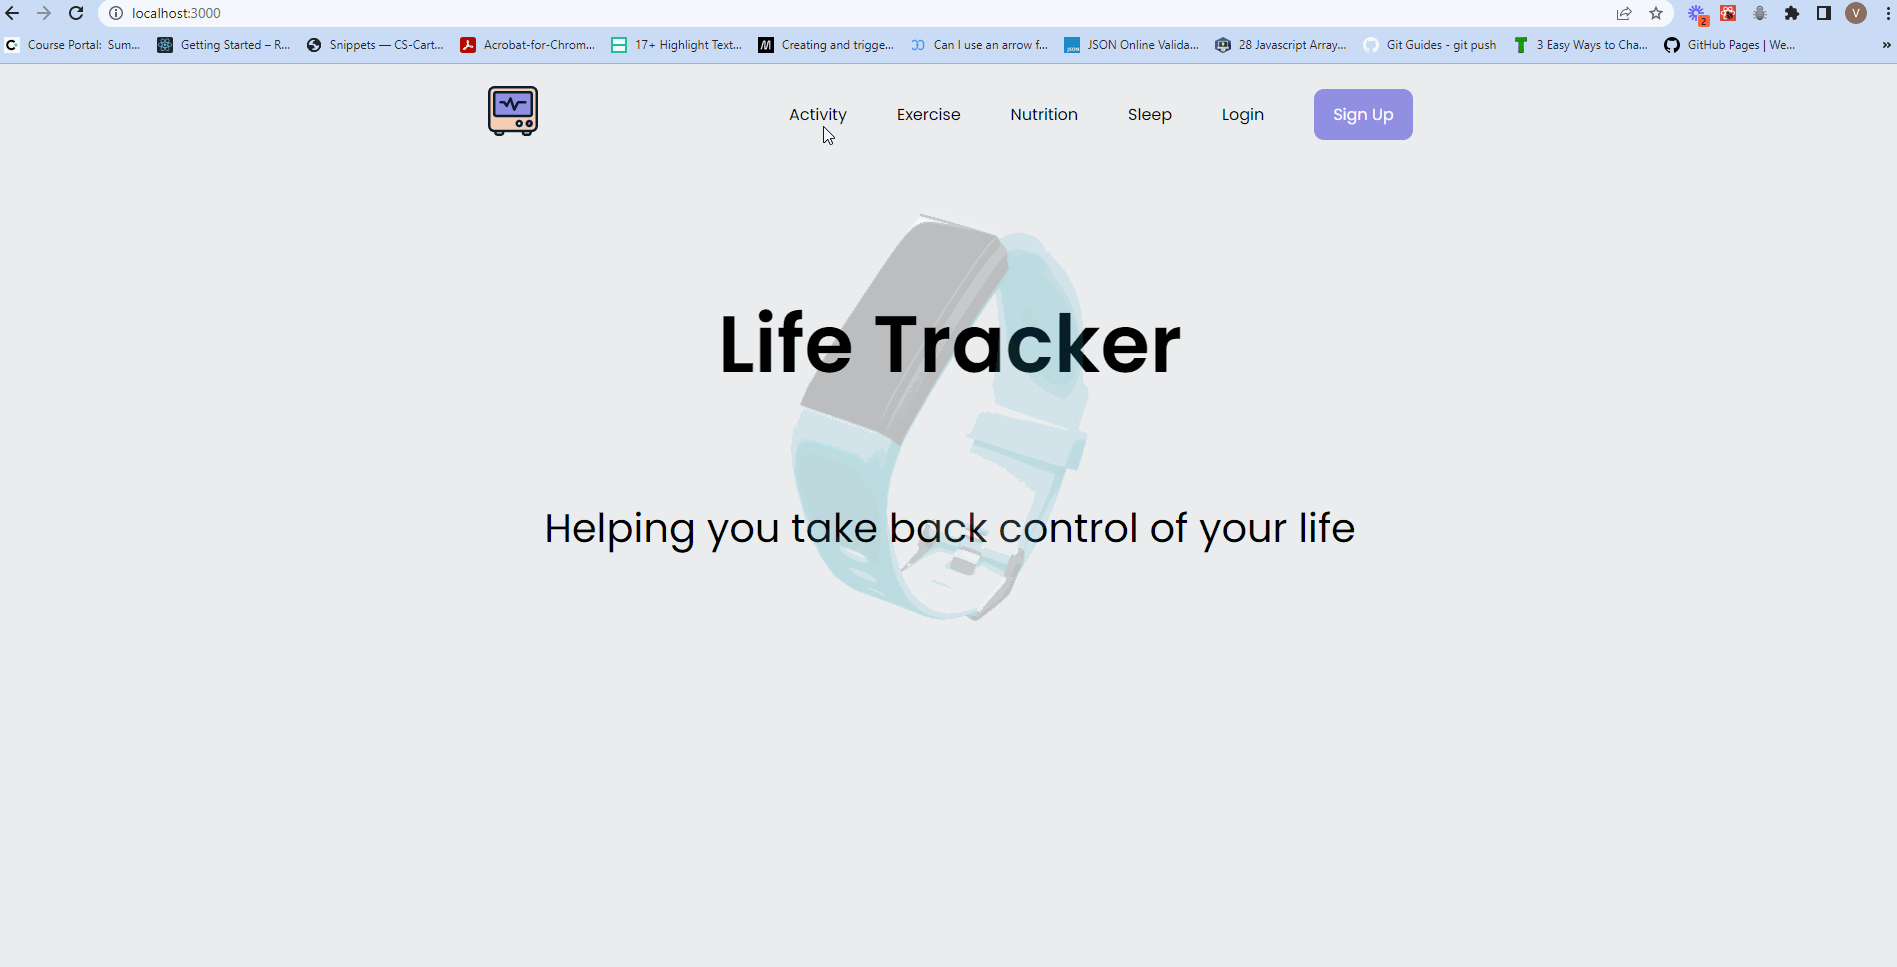 localhost:3000
2
V
Course Portal: Sum... Getting Started – R... Snippets — CS-Cart... Acrobat-for-Chrom... 17+ Highlight Text... Creating and trigge... Can I use an arrow f... JSON Online Valida... 28 Javascript Array... Git Guides - git push 3 Easy Ways to Cha... GitHub Pages | We... »
Activity Exercise Nutrition Sleep Login Sign Up
Life Tracker
Helping you take back control of your life